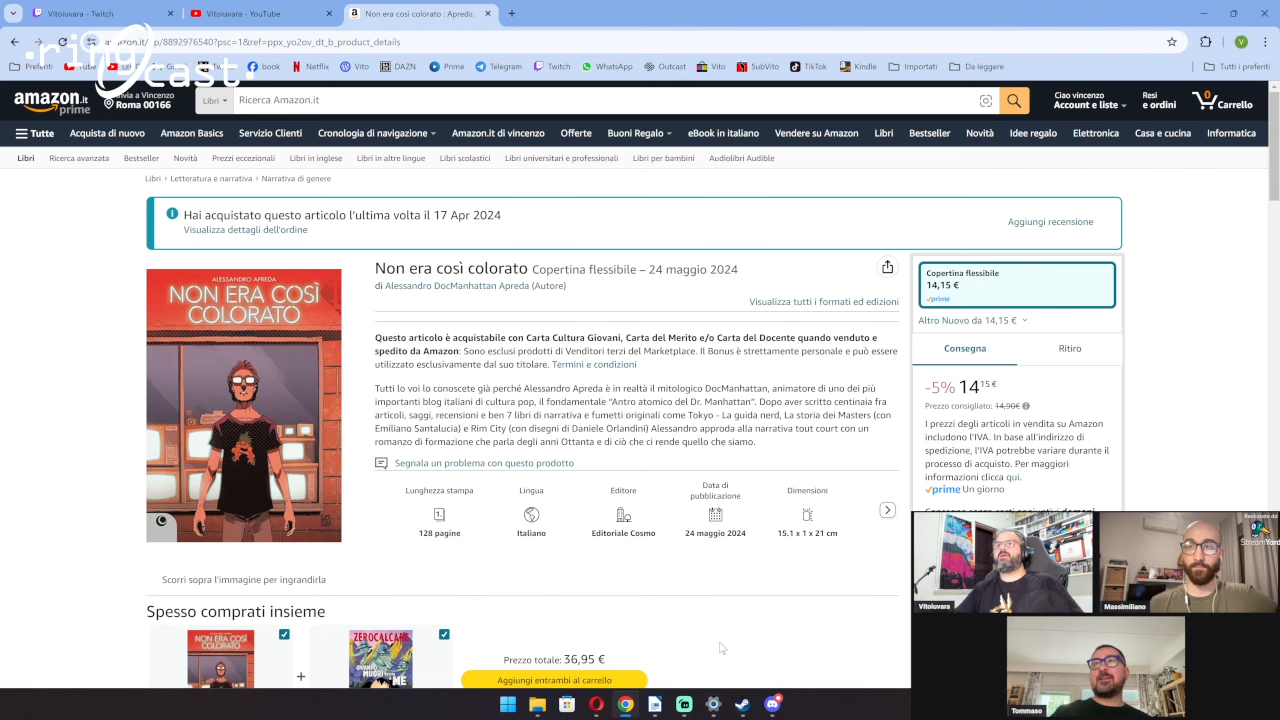 Vitoiuvara - Twitch
Non era così colorato : Apreda, A
amazon.it/dp/8892976540?psc=1&ref=ppx_yo2ov_dt_b_product_details
Preferiti
Netflix
Vito
DAZN
Prime
Telegram
Twitch
WhatsApp
Outcast
Vito
SubVito
TikTok
Kindle
Importati
Da leggere
Tutti i preferiti
·ringcast·
amazon.it
prime
Invia a Vincenzo
Roma 00166
Libri
Ricerca Amazon.it
Ciao vincenzo
Account e liste
Resi
e ordini
0
Carrello
Tutte
Acquista di nuovo
Amazon Basics
Servizio Clienti
Cronologia di navigazione
Amazon.it di vincenzo
Offerte
Buoni Regalo
eBook in italiano
Vendere su Amazon
Libri
Bestseller
Novità
Idee regalo
Elettronica
Casa e cucina
Informatica
Libri
Ricerca avanzata
Bestseller
Novità
Prezzi eccezionali
Libri in inglese
Libri in altre lingue
Libri scolastici
Libri universitari e professionali
Libri per bambini
Audiolibri Audible
Libri › Letteratura e narrativa › Narrativa di genere
Hai acquistato questo articolo l'ultima volta il 17 Apr 2024
Visualizza dettagli dell'ordine
Aggiungi recensione
ALESSANDRO APREDA
NON ERA COSÌ
COLORATO
Non era così colorato Copertina flessibile – 24 maggio 2024
di Alessandro DocManhattan Apreda (Autore)
Visualizza tutti i formati ed edizioni
Questo articolo è acquistabile con Carta Cultura Giovani, Carta del Merito e/o Carta del Docente quando venduto e
spedito da Amazon: Sono esclusi prodotti di Venditori terzi del Marketplace. Il Bonus è strettamente personale e può essere
utilizzato esclusivamente dal suo titolare. Termini e condizioni
Tutti lo voi lo conoscete già perché Alessandro Apreda è in realtà il mitologico DocManhattan, animatore di uno dei più
importanti blog italiani di cultura pop, il fondamentale "Antro atomico del Dr. Manhattan". Dopo aver scritto centinaia fra
articoli, saggi, recensioni e ben 7 libri di narrativa e fumetti originali come Tokyo - La guida nerd, La storia dei Masters (con
Emiliano Santalucia) e Rim City (con disegni di Daniele Orlandini) Alessandro approda alla narrativa tout court con un
romanzo di formazione che parla degli anni Ottanta e di ciò che ci rende quello che siamo.
Segnala un problema con questo prodotto
Lunghezza stampa
128 pagine
Lingua
Italiano
Editore
Editoriale Cosmo
Data di
pubblicazione
24 maggio 2024
Dimensioni
15.1 x 1 x 21 cm
Scorri sopra l'immagine per ingrandirla
Copertina flessibile
14,15 €
prime
Altro Nuovo da 14,15 €
Consegna
Ritiro
-5% 14 15 €
Prezzo consigliato: 14,90€
I prezzi degli articoli in vendita su Amazon
includono l'IVA. In base all'indirizzo di
spedizione, l'IVA potrebbe variare durante il
processo di acquisto. Per maggiori
informazioni clicca qui.
prime Un giorno
Spesso comprati insieme
NON ERA COSÌ
COLORATO
+
ZEROCALCARE
QUANDO
MUORI
ME
Prezzo totale: 36,95 €
Aggiungi entrambi al carrello
Vitoiuvara
Massimiliano
Realizzato da
StreamYard
Tommaso